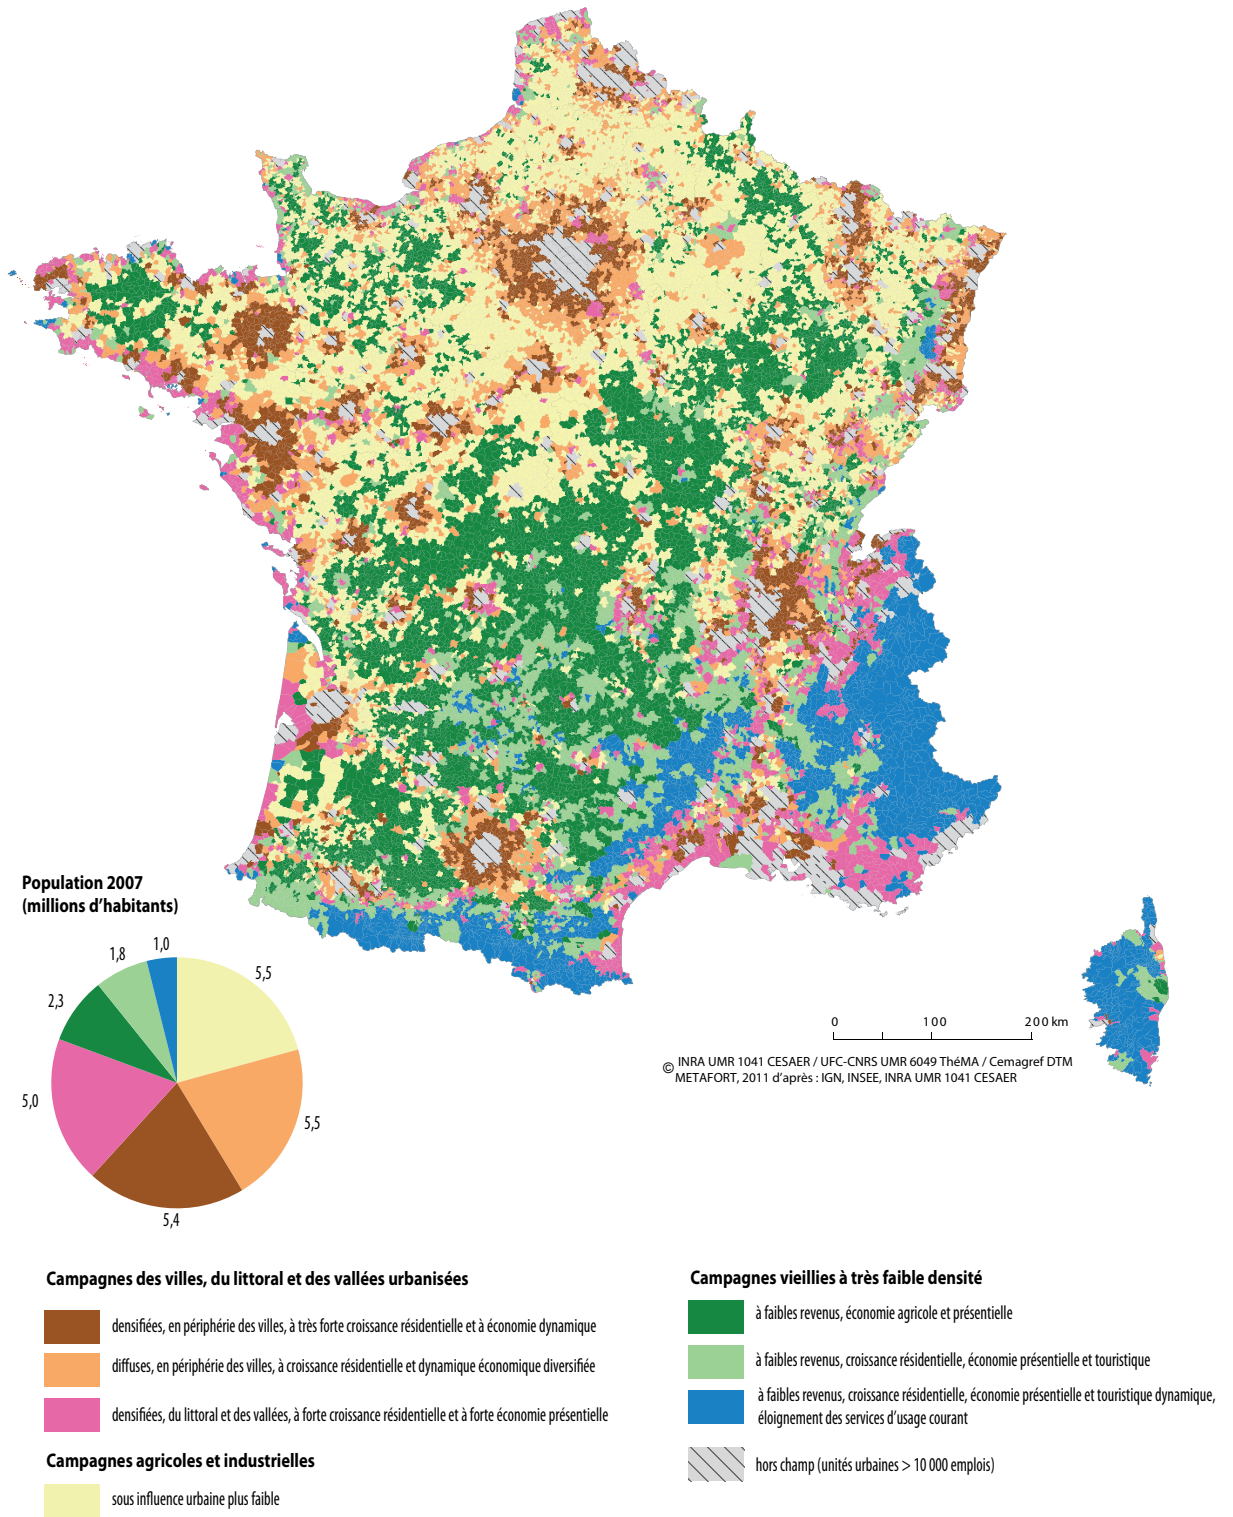 Population 2007
(millions d’habitants)
1,0
1,8
5,5
2,3
5,0
5,5
5,4
0 100 200 km
© INRA UMR 1041 CESAER / UFC-CNRS UMR 6049 ThéMA / Cemagref DTM
METAFORT, 2011 d’après : IGN, INSEE, INRA UMR 1041 CESAER
Campagnes des villes, du littoral et des vallées urbanisées
densifiées, en périphérie des villes, à très forte croissance résidentielle et à économie dynamique
diffuses, en périphérie des villes, à croissance résidentielle et dynamique économique diversifiée
densifiées, du littoral et des vallées, à forte croissance résidentielle et à forte économie présentielle
Campagnes agricoles et industrielles
sous influence urbaine plus faible
Campagnes vieillies à très faible densité
à faibles revenus, économie agricole et présentielle
à faibles revenus, croissance résidentielle, économie présentielle et touristique
à faibles revenus, croissance résidentielle, économie présentielle et touristique dynamique,
éloignement des services d’usage courant
hors champ (unités urbaines > 10 000 emplois)